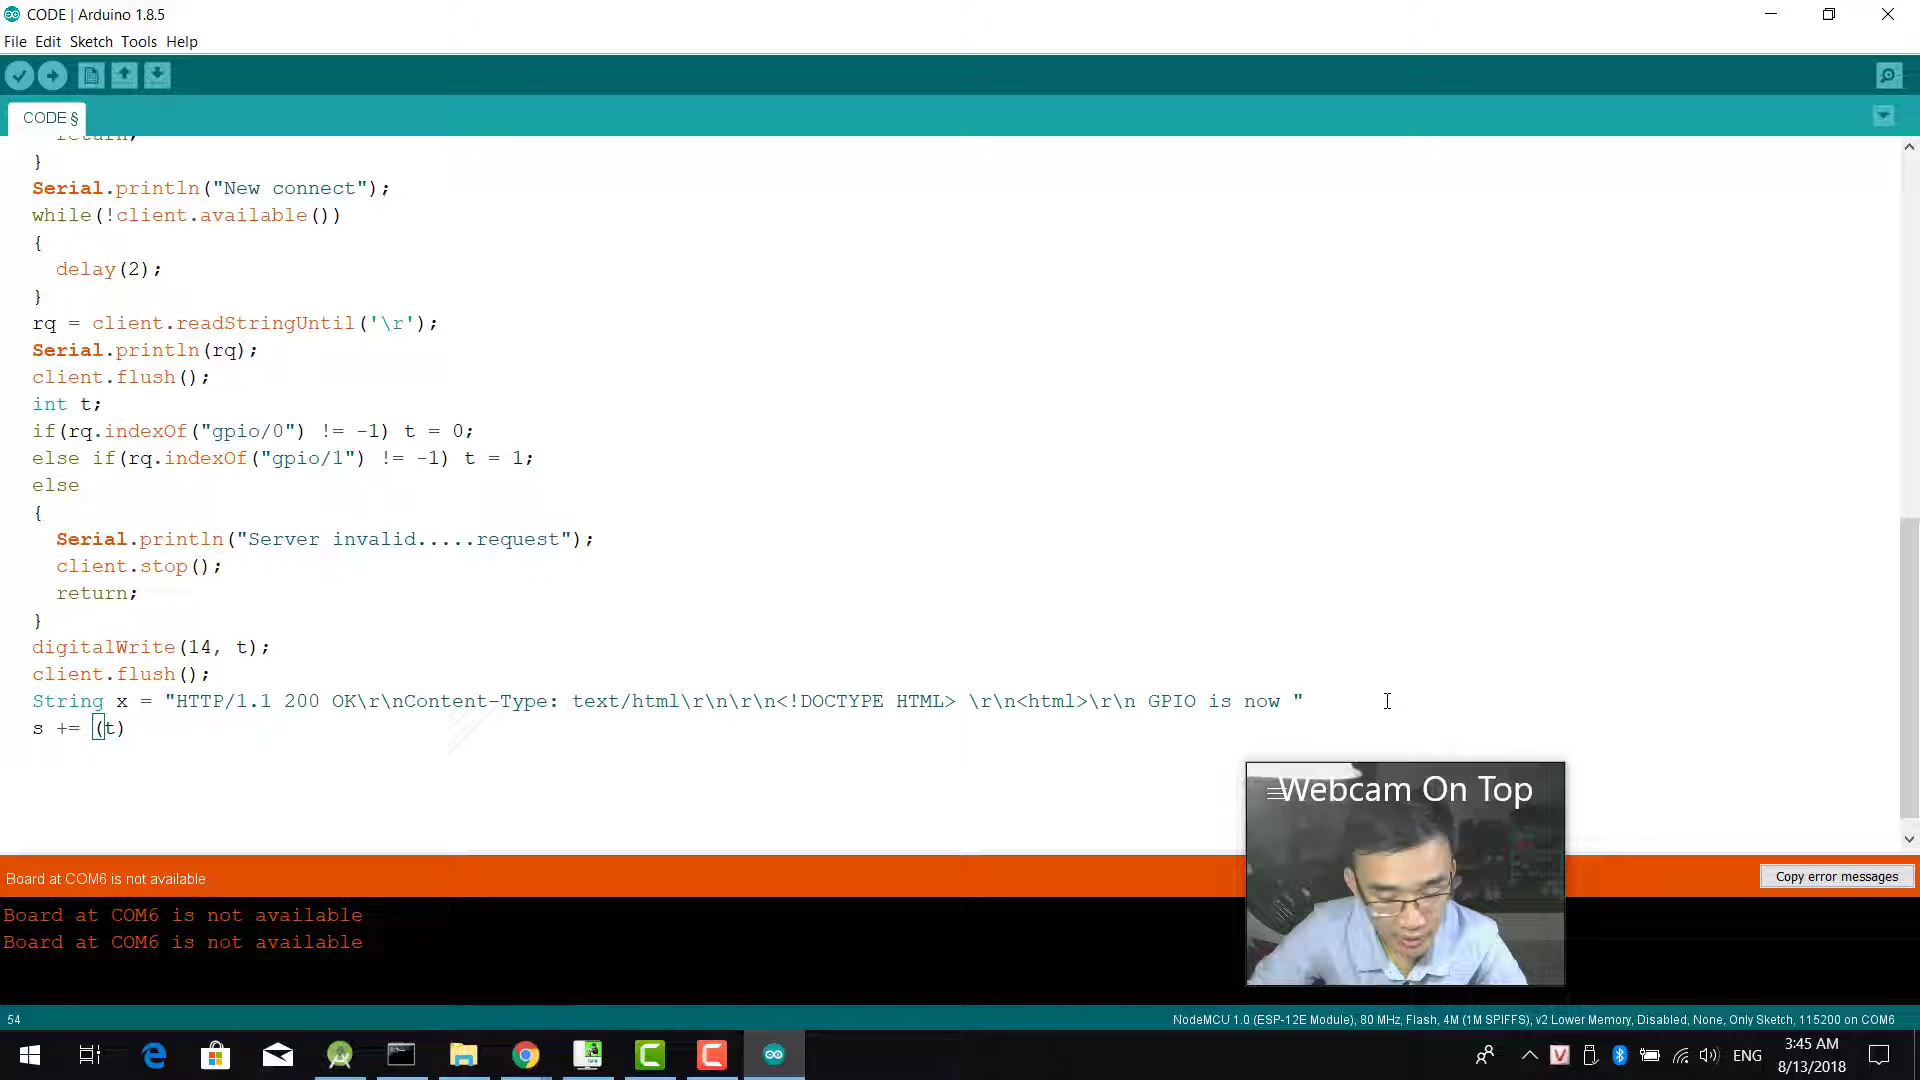 CODE | Arduino 1.8.5
File Edit Sketch Tools Help
CODE §
return;
}
Serial.println("New connect");
while(!client.available())
{
delay(2);
}
rq = client.readStringUntil('\r');
Serial.println(rq);
client.flush();
int t;
if(rq.indexOf("gpio/0") != -1) t = 0;
else if(rq.indexOf("gpio/1") != -1) t = 1;
else
{
Serial.println("Server invalid.....request");
client.stop();
return;
}
digitalWrite(14, t);
client.flush();
String x = "HTTP/1.1 200 OK\r\nContent-Type: text/html\r\n\r\n<!DOCTYPE HTML> \r\n<html>\r\n GPIO is now "
s += (t)
Webcam On Top
Board at COM6 is not available
Copy error messages
Board at COM6 is not available
Board at COM6 is not available
54
NodeMCU 1.0 (ESP-12E Module), 80 MHz, Flash, 4M (1M SPIFFS), v2 Lower Memory, Disabled, None, Only Sketch, 115200 on COM6
ENG
3:45 AM
8/13/2018